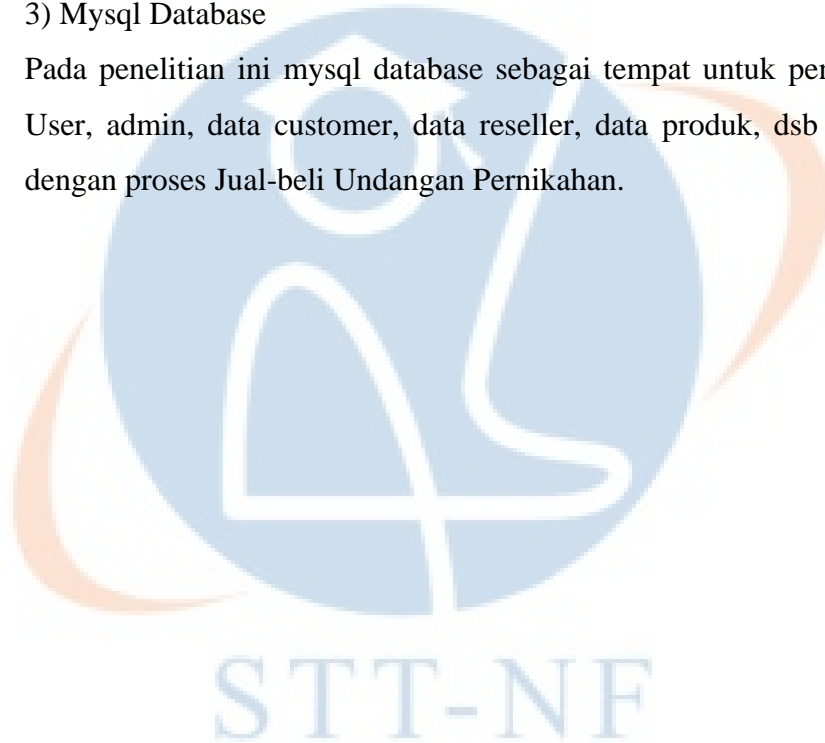 3) Mysql Database
Pada penelitian ini mysql database sebagai tempat untuk
User, admin, data customer, data reseller, data produk, dsb
dengan proses Jual-beli Undangan Pernikahan.
STT-NF